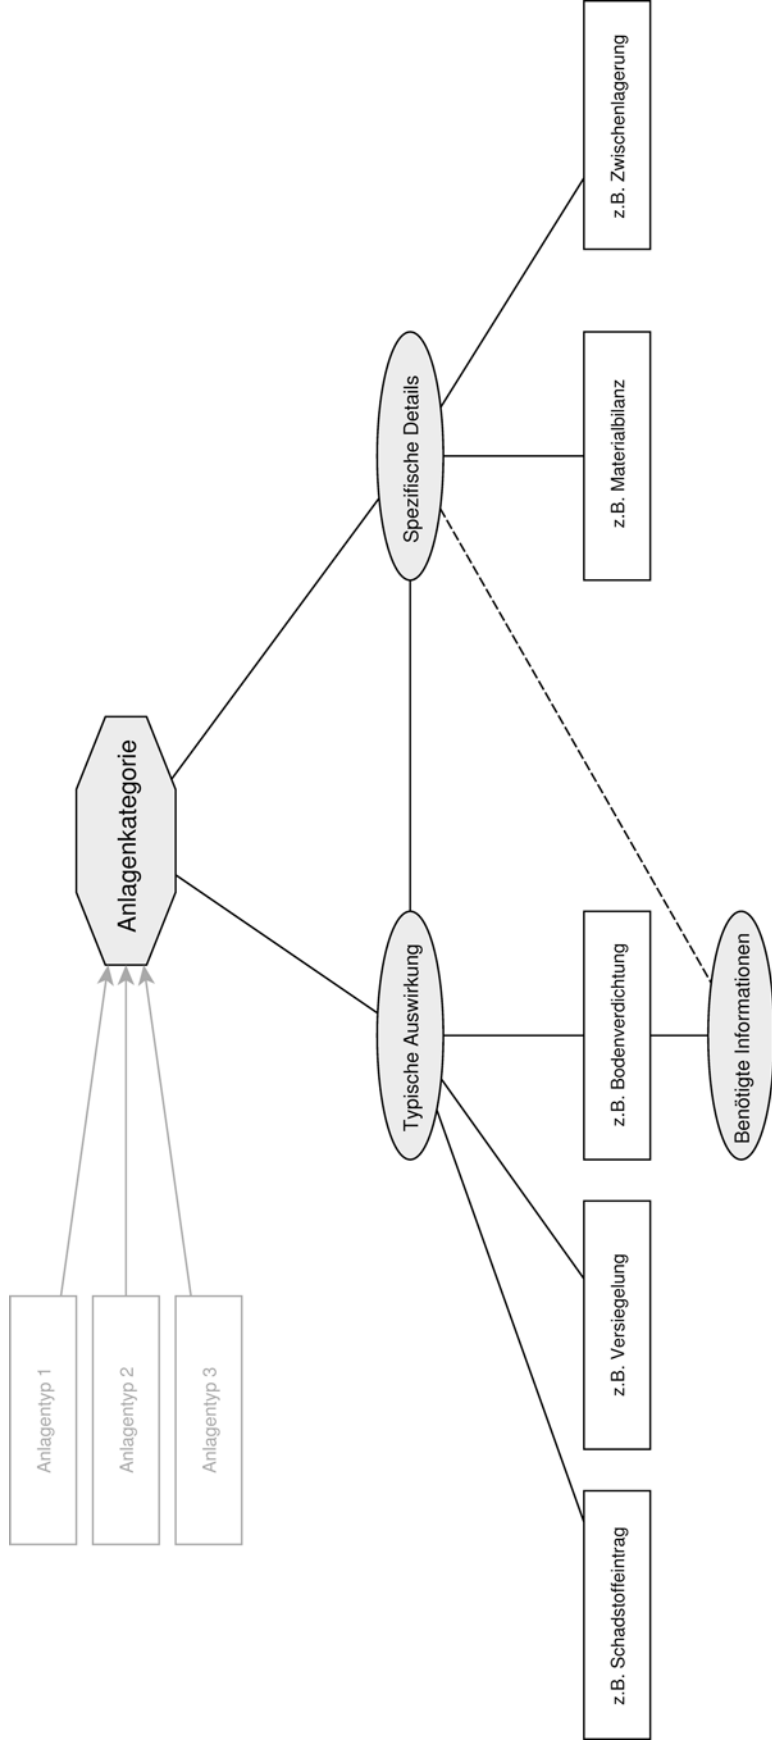 Anlagentyp 1
Anlagentyp 2
Anlagentyp 3
Anlagenkategorie
Typische Auswirkung
Spezifische Details
z.B. Schadstoffeintrag
z.B. Versiegelung
z.B. Bodenverdichtung
z.B. Materialbilanz
z.B. Zwischenlagerung
Benötigte Informationen